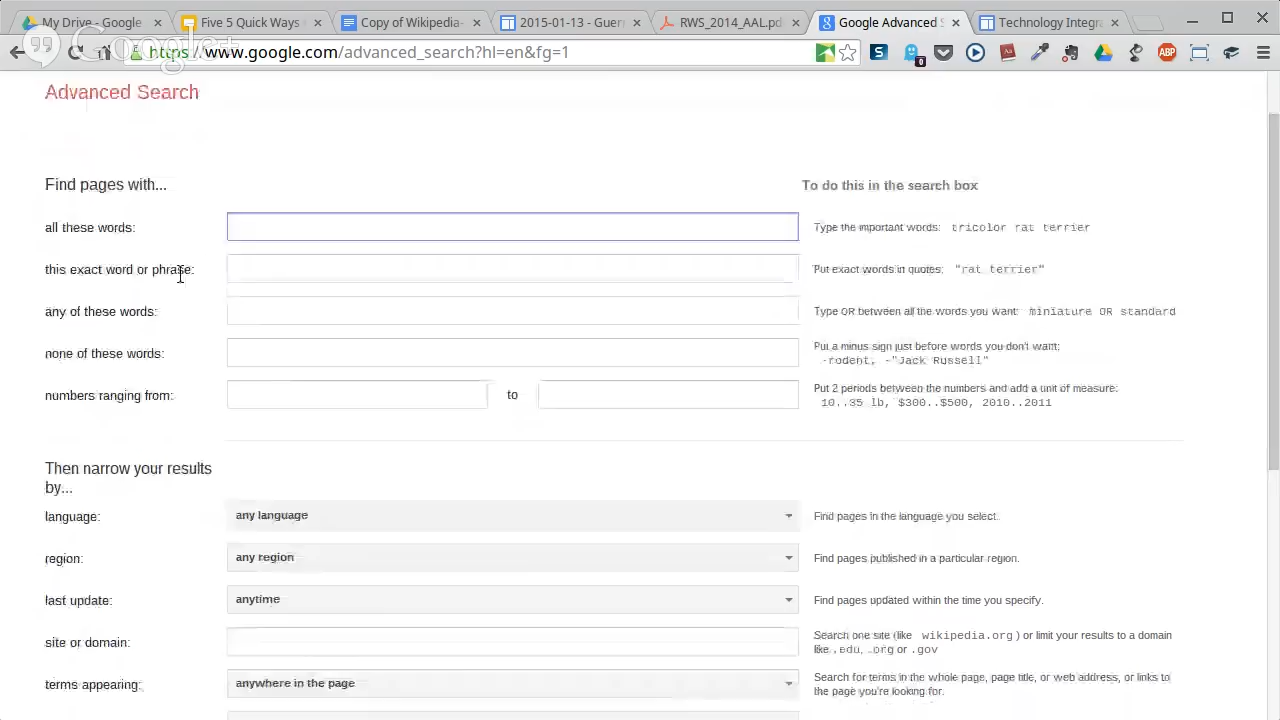 My Drive - Google
Five 5 Quick Ways
Copy of Wikipedia-
2015-01-13 - Guer
RWS_2014_AAL.pd
Google Advanced S
Technology Integra
Google+
https://www.google.com/advanced_search?hl=en&fg=1
0
ABP
Advanced Search
Find pages with...
To do this in the search box
all these words:
Type the important words: tricolor rat terrier
this exact word or phrase:
Put exact words in quotes: "rat terrier"
any of these words:
Type OR between all the words you want: miniature OR standard
none of these words:
Put a minus sign just before words you don't want:
-rodent, -"Jack Russell"
numbers ranging from:
to
Put 2 periods between the numbers and add a unit of measure:
10..35 lb, $300..$500, 2010..2011
Then narrow your results
by...
language:
any language
Find pages in the language you select.
region:
any region
Find pages published in a particular region.
last update:
anytime
Find pages updated within the time you specify.
site or domain:
Search one site (like wikipedia.org) or limit your results to a domain
like .edu, .org or .gov
terms appearing:
anywhere in the page
Search for terms in the whole page, page title, or web address, or links to
the page you're looking for.